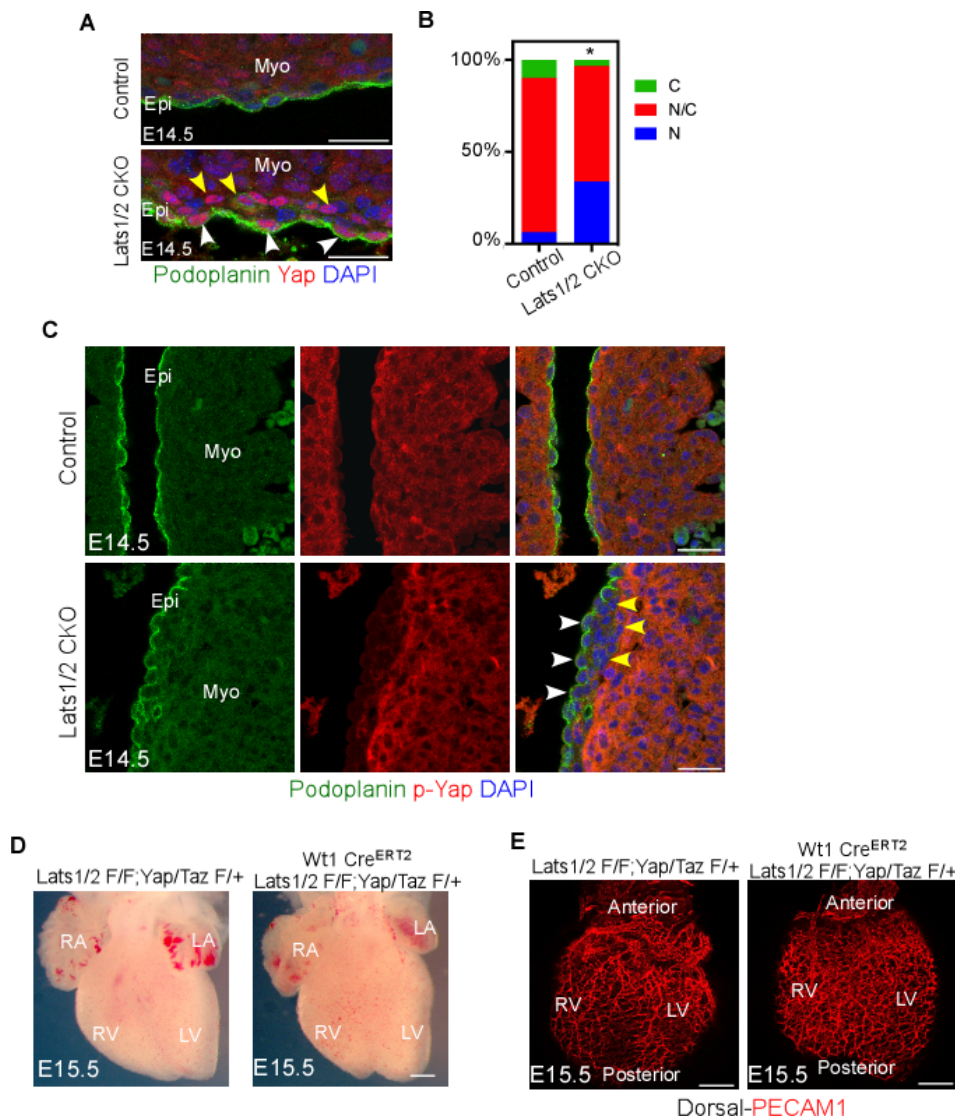 A
Control
Myo
Epi
E14.5
Lats1/2 CKO
Myo
Epi
E14.5
Podoplanin Yap DAPI
B
*
100%
50%
0%
Control
Lats1/2 CKO
C
N/C
N
C
Control
Epi
Myo
E14.5
Lats1/2 CKO
Epi
Myo
E14.5
Podoplanin p-Yap DAPI
D
Lats1/2 F/F;Yap/Taz F/+
RA
LA
RV
LV
E15.5
Wt1 CreERT2
Lats1/2 F/F;Yap/Taz F/+
RA
LA
RV
LV
E
Lats1/2 F/F;Yap/Taz F/+
Anterior
RV
LV
Posterior
E15.5
Wt1 CreERT2
Lats1/2 F/F;Yap/Taz F/+
Anterior
RV
LV
Posterior
E15.5
Dorsal-PECAM1